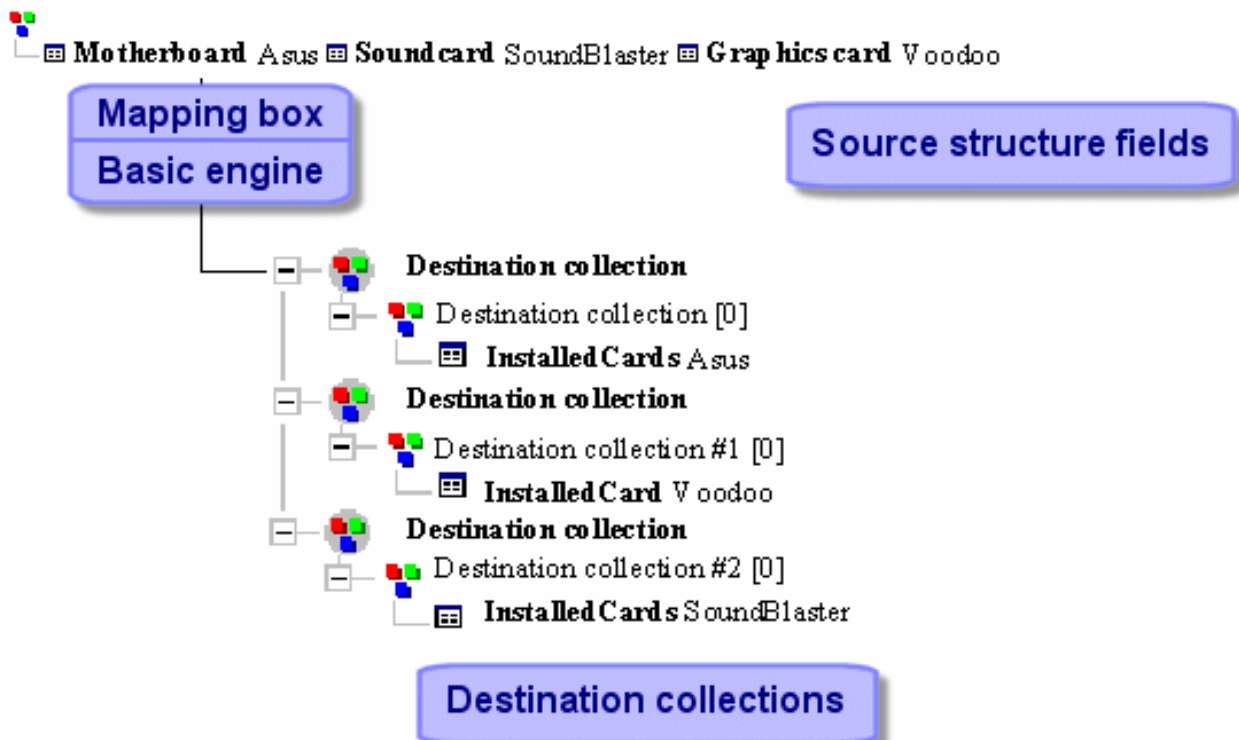 Motherboard Asus Soundcard SoundBlaster Graphics card Voodoo
Mapping box
Basic engine
Source structure fields
Destination collection
Destination collection [0]
InstalledCards Asus
Destination collection
Destination collection #1 [0]
InstalledCard Voodoo
Destination collection
Destination collection #2 [0]
InstalledCards SoundBlaster
Destination collections